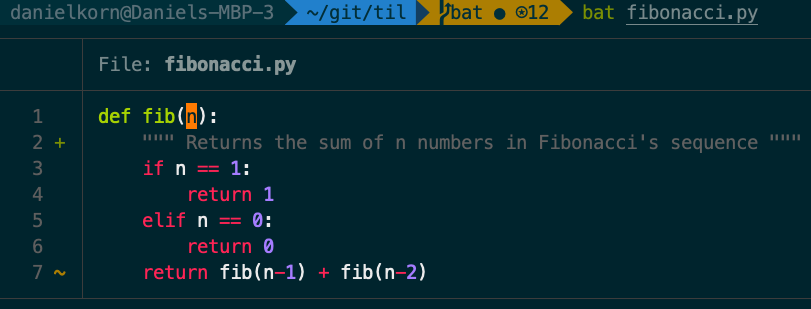 danielkorn@Daniels-MBP-3 ~/git/til bat ● ⍟12 bat fibonacci.py
File: fibonacci.py
1 def fib(n):
2 + """ Returns the sum of n numbers in Fibonacci's sequence """
3 if n == 1:
4 return 1
5 elif n == 0:
6 return 0
7 ~ return fib(n-1) + fib(n-2)